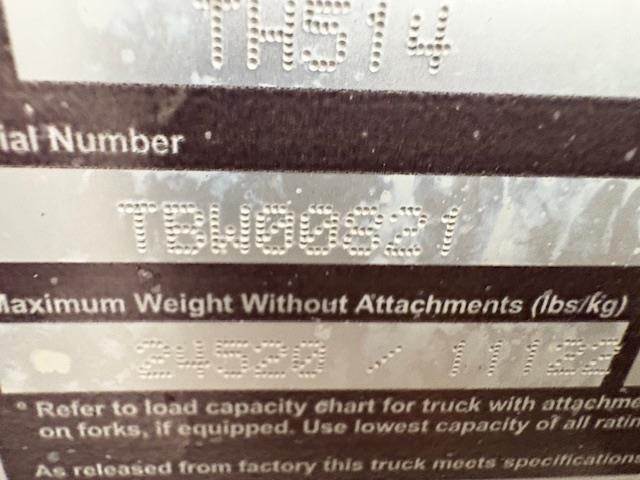 TH514
ial Number
TBW00821
Maximum Weight Without Attachments (lbs/kg)
24520 / 11122
° Refer to load capacity chart for truck with attachme
on forks, if equipped. Use lowest capacity of all ratin
As released from factory this truck meets specifications